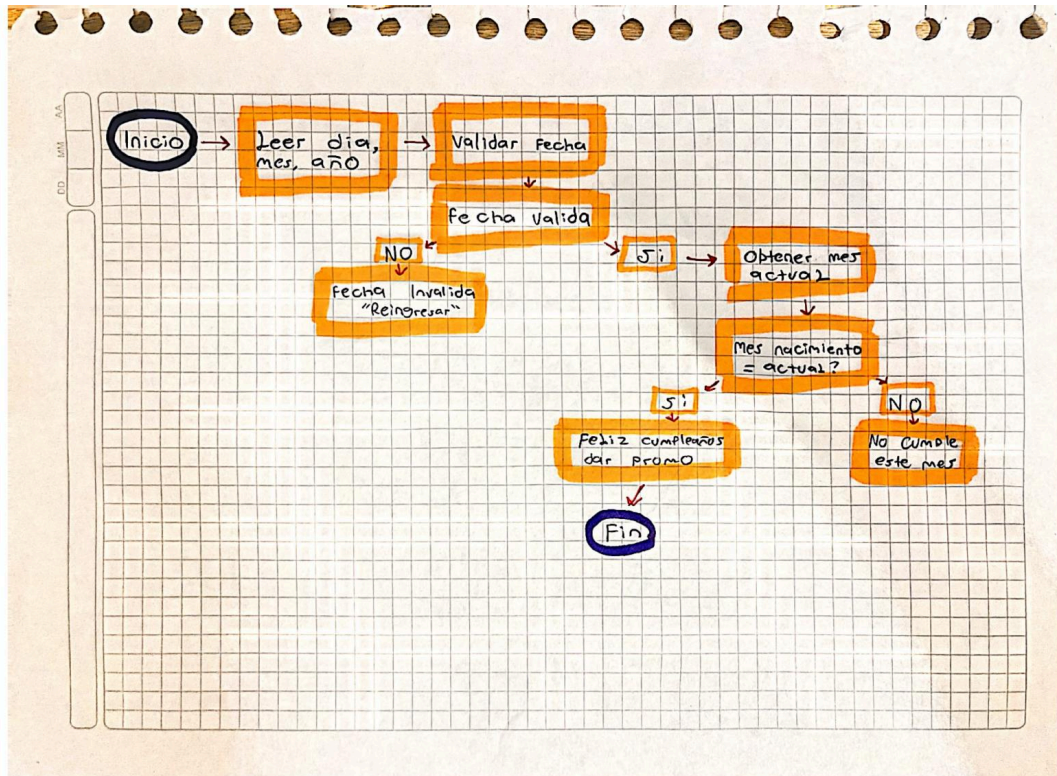 AA
MM
DD
Inicio
Leer dia,
mes, año
Validar Fecha
fecha valida
NO
Si
Fecha Invalida
"Reingresar"
Obtener mes
actual
Mes nacimiento
= actual?
Si
NO
Feliz cumpleaños
dar promo
No Cumple
este mes
Fin